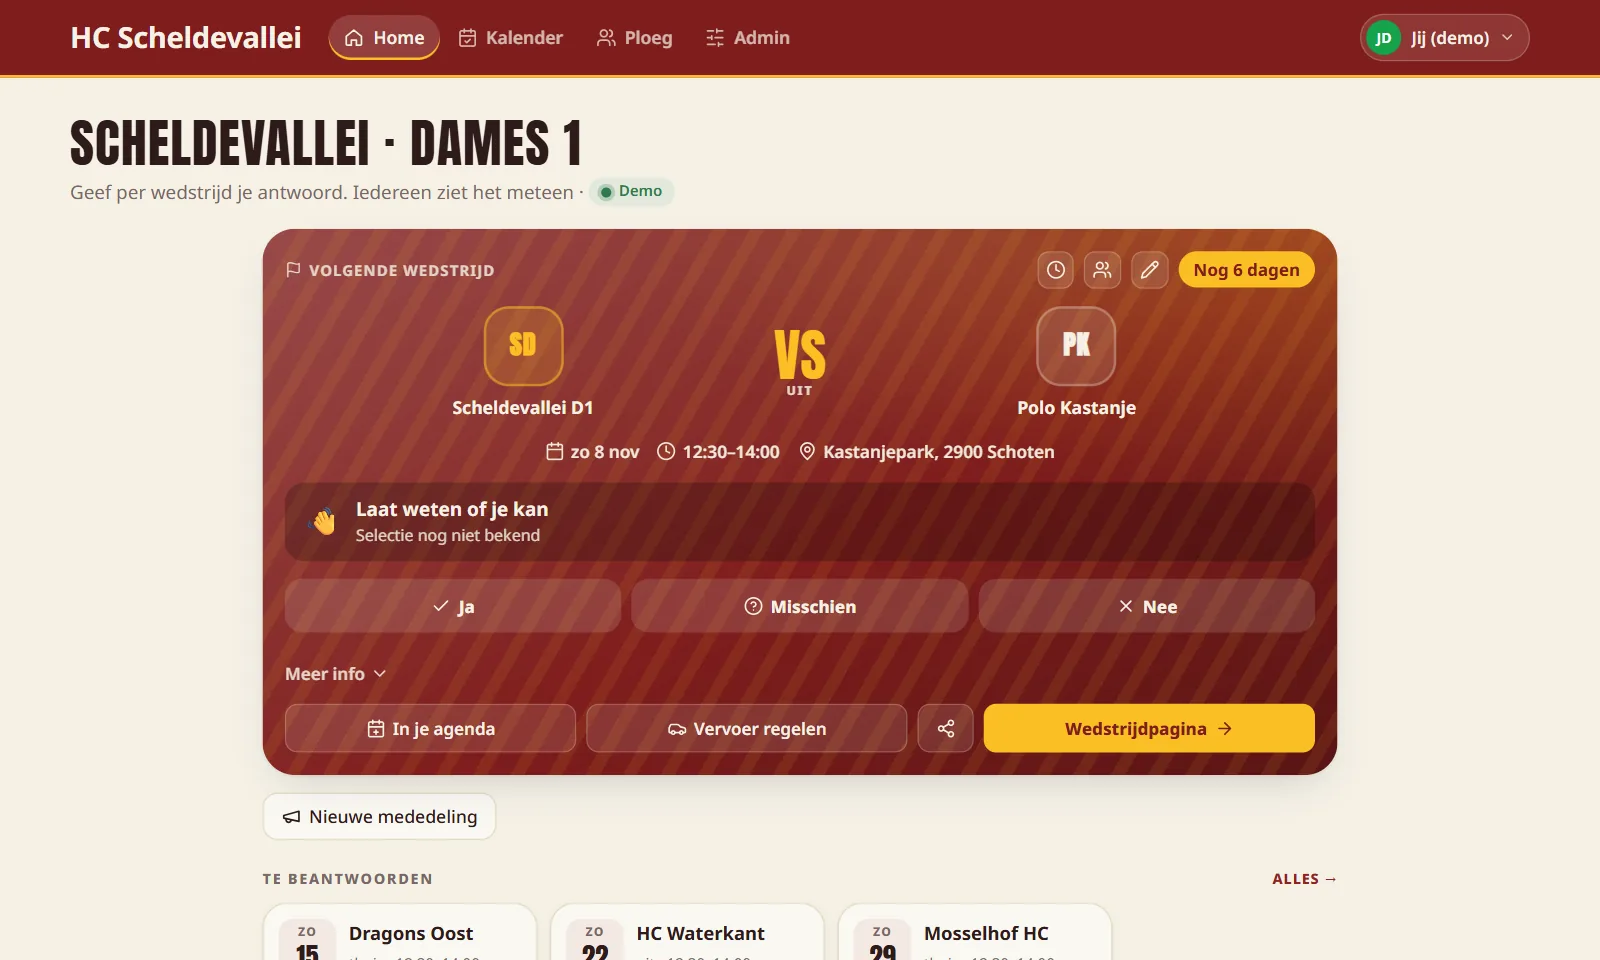 HC Scheldevallei
Home
Kalender
Ploeg
Admin
JD
Jij (demo)
SCHELDEVALLEI · DAMES 1
Geef per wedstrijd je antwoord. Iedereen ziet het meteen ·
Demo
VOLGENDE WEDSTRIJD
Nog 6 dagen
SD
VS
UIT
PK
Scheldevallei D1
Polo Kastanje
zo 8 nov
12:30–14:00
Kastanjepark, 2900 Schoten
Laat weten of je kan
Selectie nog niet bekend
Ja
Misschien
Nee
Meer info
In je agenda
Vervoer regelen
Wedstrijdpagina →
Nieuwe mededeling
TE BEANTWOORDEN
ALLES →
ZO
15
Dragons Oost
ZO
22
HC Waterkant
ZO
29
Mosselhof HC